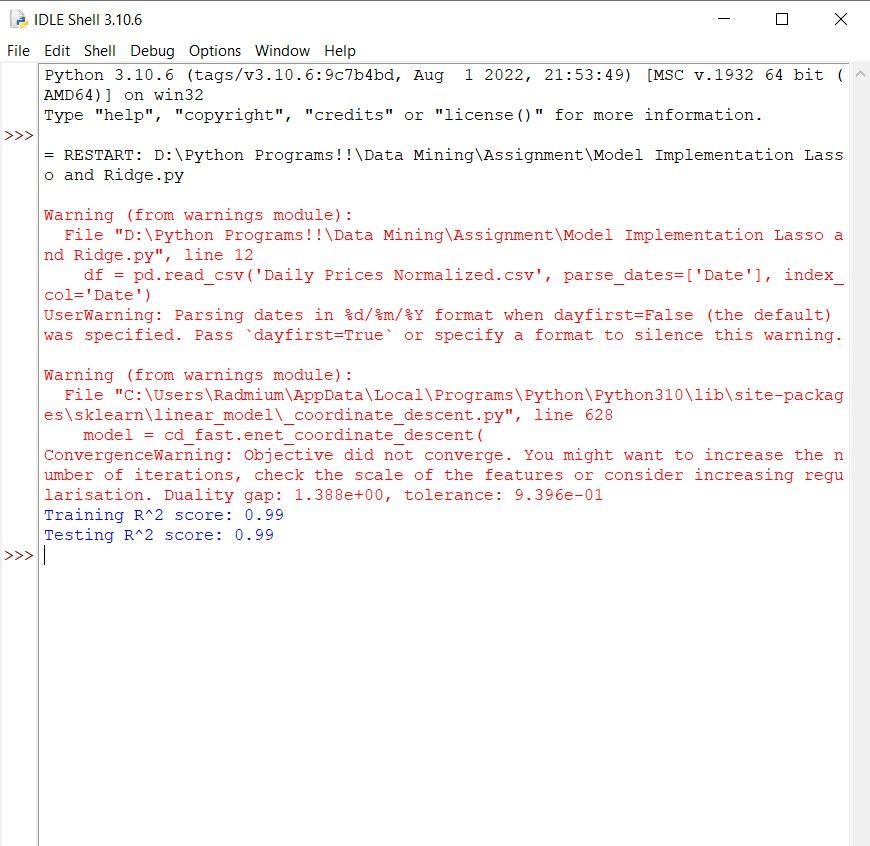 IDLE Shell 3.10.6
File Edit Shell Debug Options Window Help
Python 3.10.6 (tags/v3.10.6:9c7b4bd, Aug  1 2022, 21:53:49) [MSC v.1932 64 bit (
AMD64)] on win32
Type "help", "copyright", "credits" or "license()" for more information.
>>>
= RESTART: D:\Python Programs!!\Data Mining\Assignment\Model Implementation Lass
o and Ridge.py
Warning (from warnings module):
  File "D:\Python Programs!!\Data Mining\Assignment\Model Implementation Lasso a
nd Ridge.py", line 12
    df = pd.read_csv('Daily Prices Normalized.csv', parse_dates=['Date'], index_
col='Date')
UserWarning: Parsing dates in %d/%m/%Y format when dayfirst=False (the default)
was specified. Pass `dayfirst=True` or specify a format to silence this warning.
Warning (from warnings module):
  File "C:\Users\Radmium\AppData\Local\Programs\Python\Python310\lib\site-packag
es\sklearn\linear_model\_coordinate_descent.py", line 628
    model = cd_fast.enet_coordinate_descent(
ConvergenceWarning: Objective did not converge. You might want to increase the n
umber of iterations, check the scale of the features or consider increasing regu
larisation. Duality gap: 1.388e+00, tolerance: 9.396e-01
Training R^2 score: 0.99
Testing R^2 score: 0.99
>>>